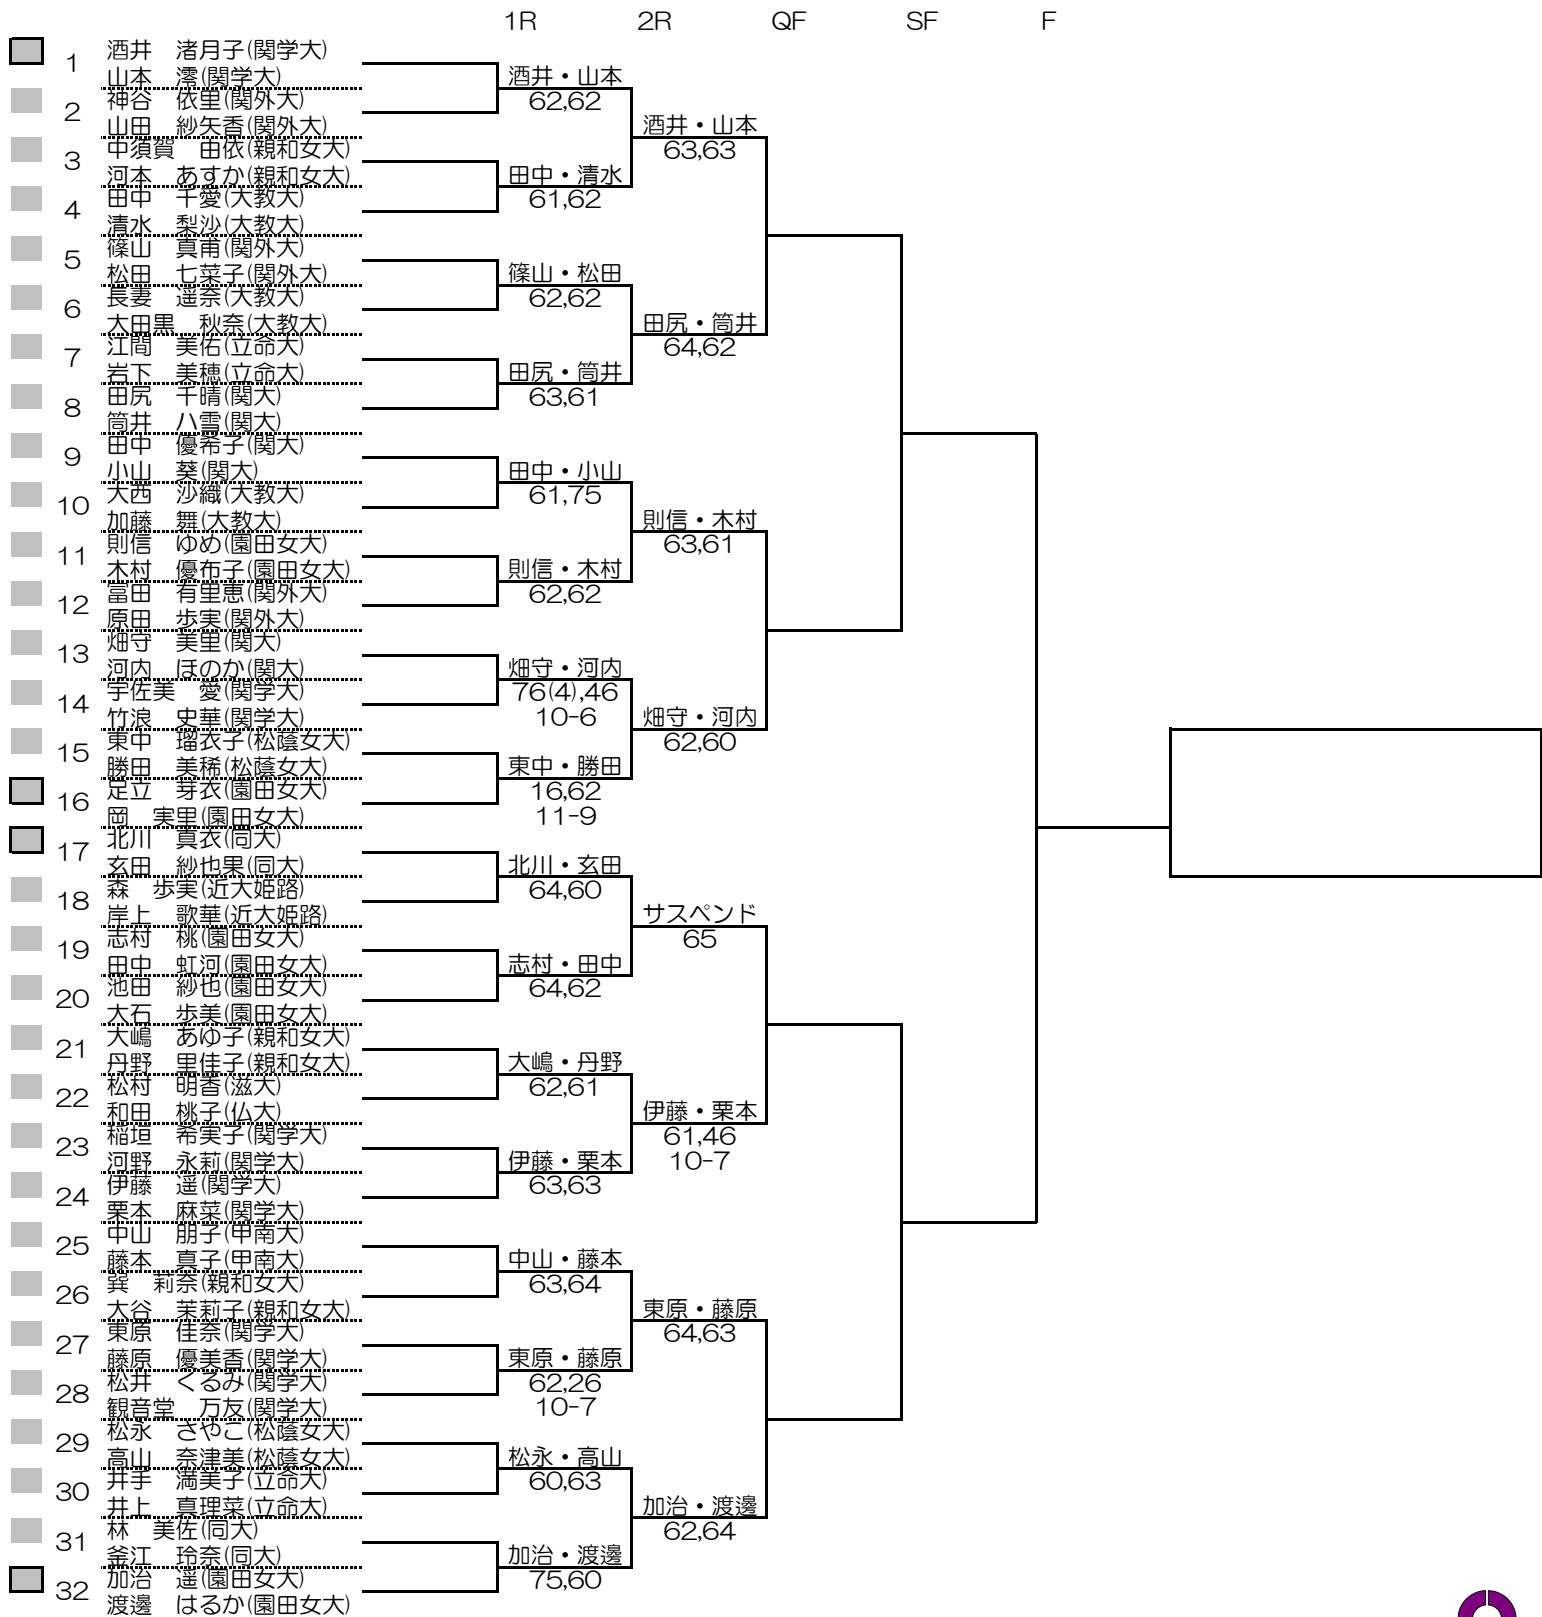 1R 2R QF SF F
1 酒井　渚月子(関学大)
山本　澪(関学大)
2 神谷　依里(関外大)
山田　紗矢香(関外大)
3 中須賀　由依(親和女大)
河本　あすか(親和女大)
4 田中　千愛(大教大)
清水　梨沙(大教大)
5 篠山　真甫(関外大)
松田　七菜子(関外大)
6 長妻　遥奈(大教大)
大田黒　秋奈(大教大)
7 江間　美佑(立命大)
岩下　美穂(立命大)
8 田尻　千晴(関大)
筒井　ハ雪(関大)
9 田中　優希子(関大)
小山　葵(関大)
10 大西　沙織(大教大)
加藤　舞(大教大)
11 則信　ゆめ(園田女大)
木村　優布子(園田女大)
12 冨田　有里恵(関外大)
原田　歩実(関外大)
13 畑守　美里(関大)
河内　ほのか(関大)
14 宇佐美　愛(関学大)
竹浪　史華(関学大)
15 東中　瑠衣子(松蔭女大)
勝田　美稀(松蔭女大)
16 足立　芽衣(園田女大)
岡　実里(園田女大)
17 北川　真衣(同大)
玄田　紗也果(同大)
18 森　歩実(近大姫路)
岸上　歌華(近大姫路)
19 志村　桃(園田女大)
田中　虹河(園田女大)
20 池田　紗也(園田女大)
大石　歩美(園田女大)
21 大嶋　あゆ子(親和女大)
丹野　里佳子(親和女大)
22 松村　明香(滋大)
和田　桃子(仏大)
23 稲垣　希実子(関学大)
河野　永莉(関学大)
24 伊藤　遥(関学大)
栗本　麻菜(関学大)
25 中山　朋子(甲南大)
藤本　真子(甲南大)
26 巽　莉奈(親和女大)
大谷　茉莉子(親和女大)
27 東原　佳奈(関学大)
藤原　優美香(関学大)
28 松井　くるみ(関学大)
観音堂　万友(関学大)
29 松永　さやこ(松蔭女大)
高山　奈津美(松蔭女大)
30 井手　満美子(立命大)
井上　真理菜(立命大)
31 林　美佐(同大)
釜江　玲奈(同大)
32 加治　遥(園田女大)
渡邊　はるか(園田女大)
酒井・山本
62,62
田中・清水
61,62
篠山・松田
62,62
田尻・筒井
63,61
田中・小山
61,75
則信・木村
62,62
畑守・河内
76(4),46
10-6
東中・勝田
16,62
11-9
北川・玄田
64,60
志村・田中
64,62
大嶋・丹野
62,61
伊藤・栗本
63,63
中山・藤本
63,64
東原・藤原
62,26
10-7
松永・高山
60,63
加治・渡邊
75,60
酒井・山本
63,63
田尻・筒井
64,62
則信・木村
63,61
畑守・河内
62,60
サスペンド
65
伊藤・栗本
61,46
10-7
東原・藤原
64,63
加治・渡邊
62,64